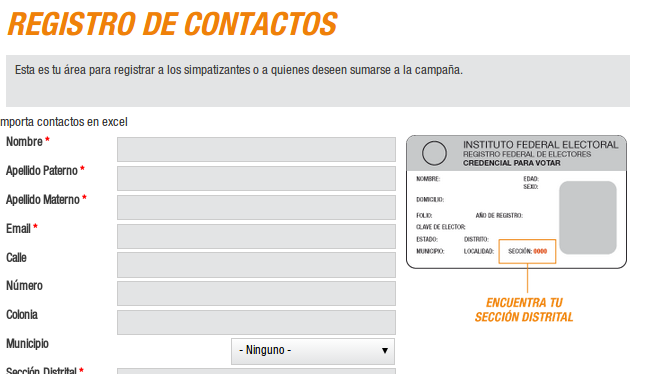 REGISTRO DE CONTACTOS
Esta es tu área para registrar a los simpatizantes o a quienes deseen sumarse a la campaña.
mporta contactos en excel
Nombre *
Apellido Paterno *
Apellido Materno *
Email *
Calle
Número
Colonia
Municipio
- Ninguno -
Sección Distrital *
INSTITUTO FEDERAL ELECTORAL
REGISTRO FEDERAL DE ELECTORES
CREDENCIAL PARA VOTAR
NOMBRE: EDAD:
SEXO:
DOMICILIO:
FOLIO: AÑO DE REGISTRO:
CLAVE DE ELECTOR:
ESTADO: DISTRITO:
MUNICIPIO: LOCALIDAD: SECCIÓN: 0000
ENCUENTRA TU
SECCIÓN DISTRITAL